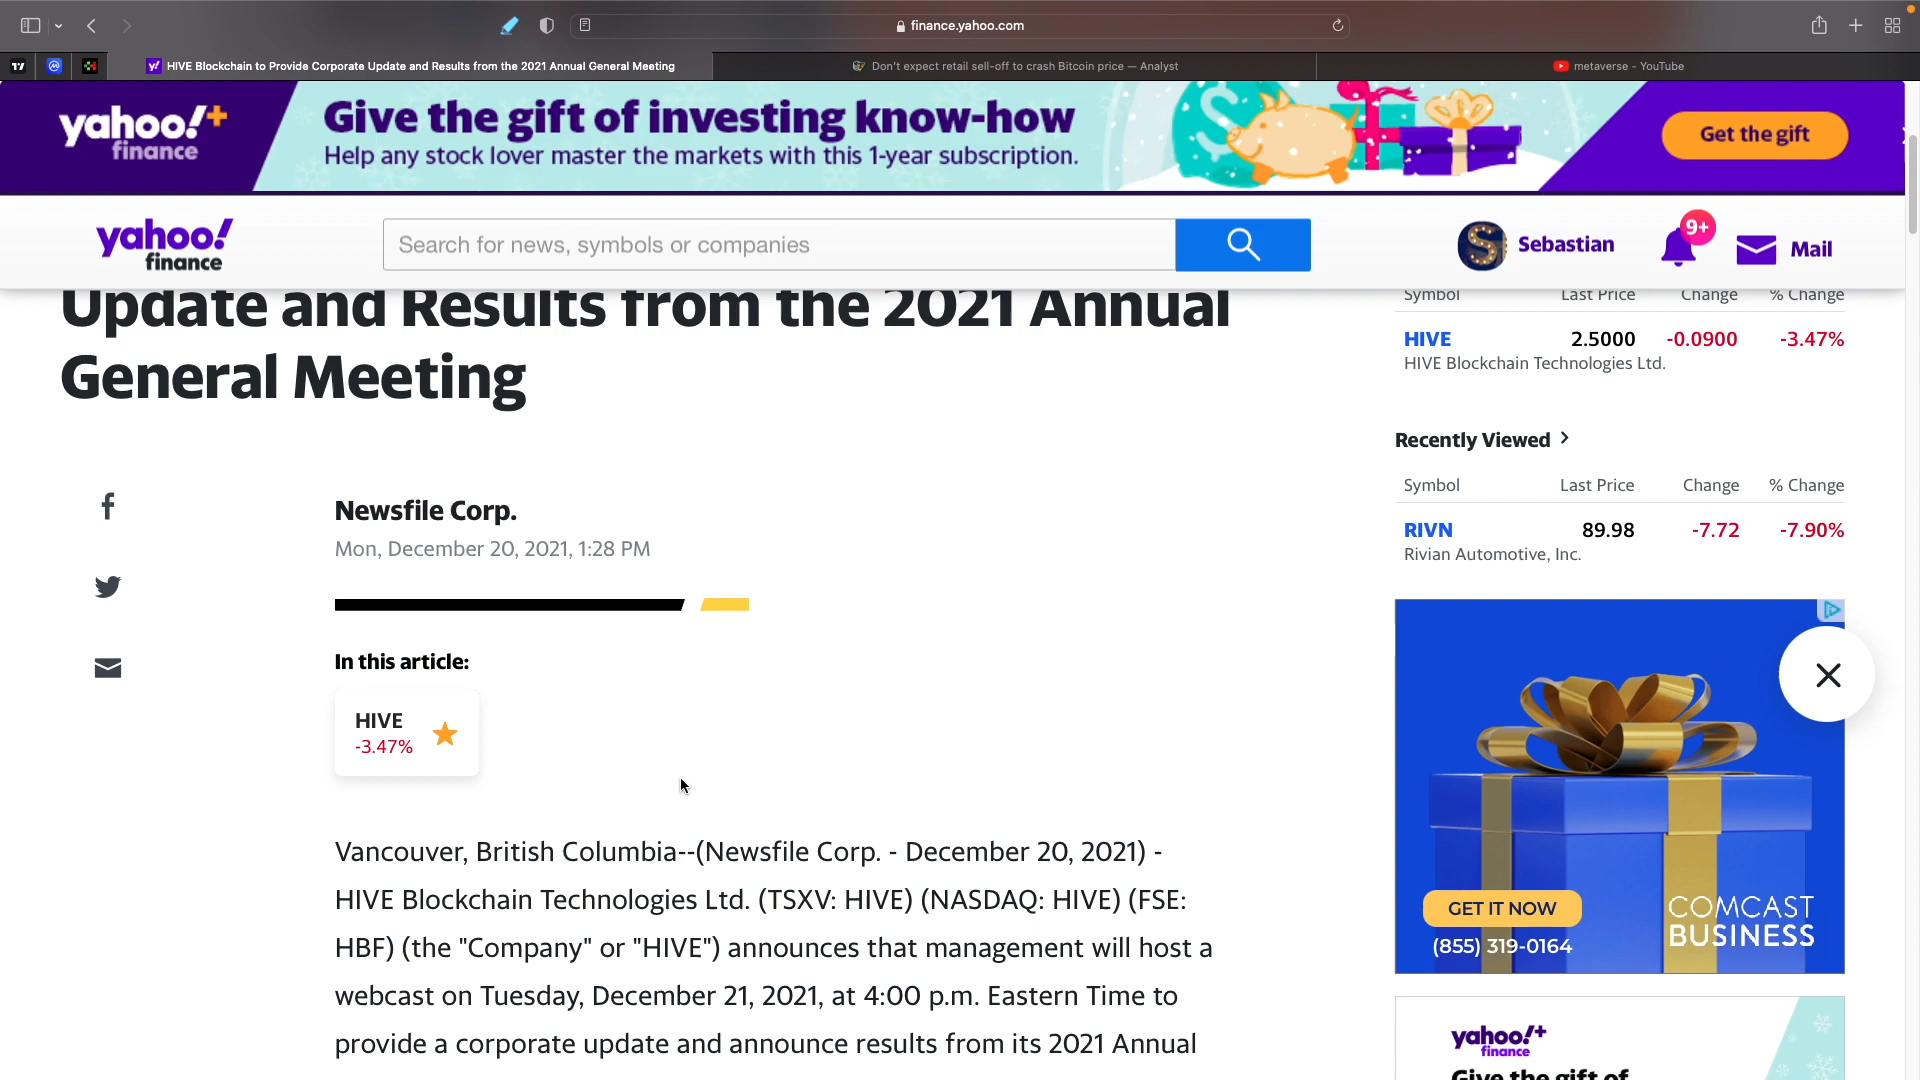 finance.yahoo.com
HIVE Blockchain to Provide Corporate Update and Results from the 2021 Annual General Meeting
Don't expect retail sell-off to crash Bitcoin price — Analyst
metaverse - YouTube
yahoo!+
finance
Give the gift of investing know-how
Help any stock lover master the markets with this 1-year subscription.
Get the gift
yahoo!
finance
Search for news, symbols or companies
Sebastian
9+
Mail
Update and Results from the 2021 Annual
General Meeting
Symbol Last Price Change % Change
HIVE 2.5000 -0.0900 -3.47%
HIVE Blockchain Technologies Ltd.
Recently Viewed
Symbol Last Price Change % Change
RIVN 89.98 -7.72 -7.90%
Rivian Automotive, Inc.
Newsfile Corp.
Mon, December 20, 2021, 1:28 PM
In this article:
HIVE
-3.47%
Vancouver, British Columbia--(Newsfile Corp. - December 20, 2021) -
HIVE Blockchain Technologies Ltd. (TSXV: HIVE) (NASDAQ: HIVE) (FSE:
HBF) (the "Company" or "HIVE") announces that management will host a
webcast on Tuesday, December 21, 2021, at 4:00 p.m. Eastern Time to
provide a corporate update and announce results from its 2021 Annual
GET IT NOW
(855) 319-0164
COMCAST
BUSINESS
yahoo!+
finance
Give the gift of